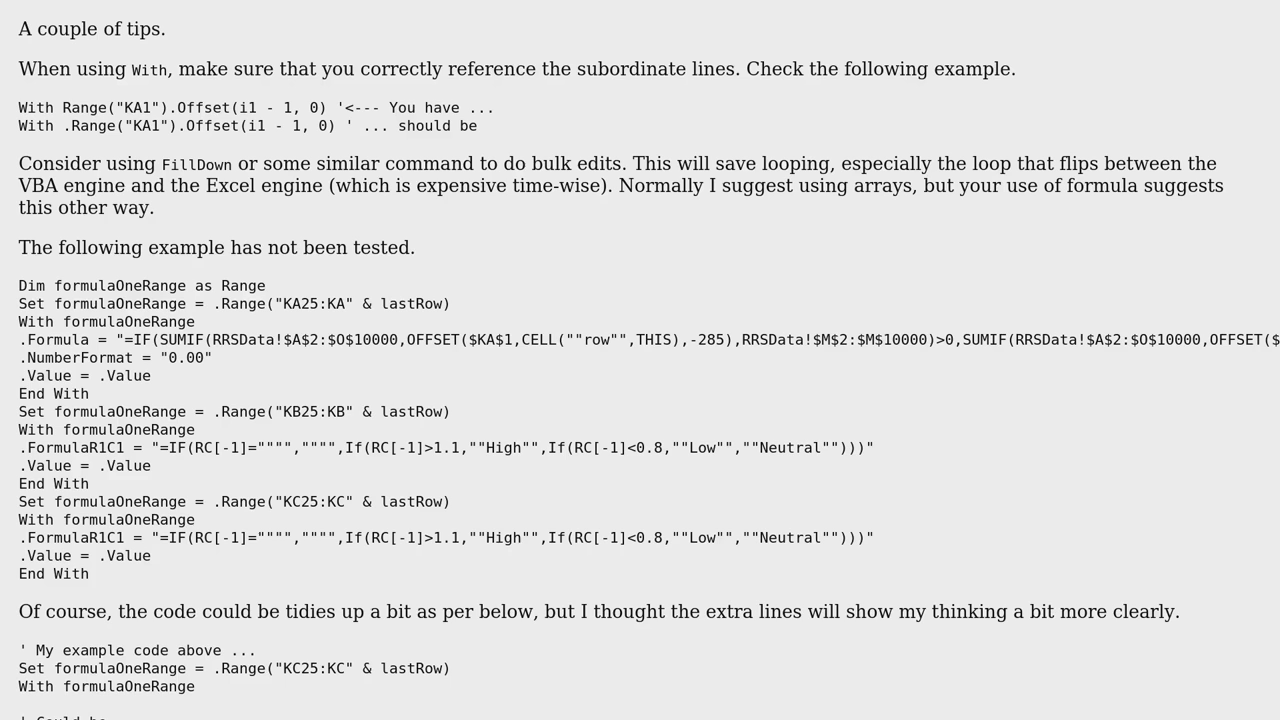 A couple of tips.
When using With, make sure that you correctly reference the subordinate lines. Check the following example.
With Range("KA1").Offset(i1 - 1, 0) '<--- You have ...
With .Range("KA1").Offset(i1 - 1, 0) ' ... should be
Consider using FillDown or some similar command to do bulk edits. This will save looping, especially the loop that flips between the
VBA engine and the Excel engine (which is expensive time-wise). Normally I suggest using arrays, but your use of formula suggests
this other way.
The following example has not been tested.
Dim formulaOneRange as Range
Set formulaOneRange = .Range("KA25:KA" & lastRow)
With formulaOneRange
.Formula = "=IF(SUMIF(RRSData!$A$2:$O$10000,OFFSET($KA$1,CELL(""row"",THIS),-285),RRSData!$M$2:$M$10000)>0,SUMIF(RRSData!$A$2:$O$10000,OFFSET($
.NumberFormat = "0.00"
.Value = .Value
End With
Set formulaOneRange = .Range("KB25:KB" & lastRow)
With formulaOneRange
.FormulaR1C1 = "=IF(RC[-1]="""","""",If(RC[-1]>1.1,""High"",If(RC[-1]<0.8,""Low"",""Neutral"")))"
.Value = .Value
End With
Set formulaOneRange = .Range("KC25:KC" & lastRow)
With formulaOneRange
.FormulaR1C1 = "=IF(RC[-1]="""","""",If(RC[-1]>1.1,""High"",If(RC[-1]<0.8,""Low"",""Neutral"")))"
.Value = .Value
End With
Of course, the code could be tidies up a bit as per below, but I thought the extra lines will show my thinking a bit more clearly.
' My example code above ...
Set formulaOneRange = .Range("KC25:KC" & lastRow)
With formulaOneRange